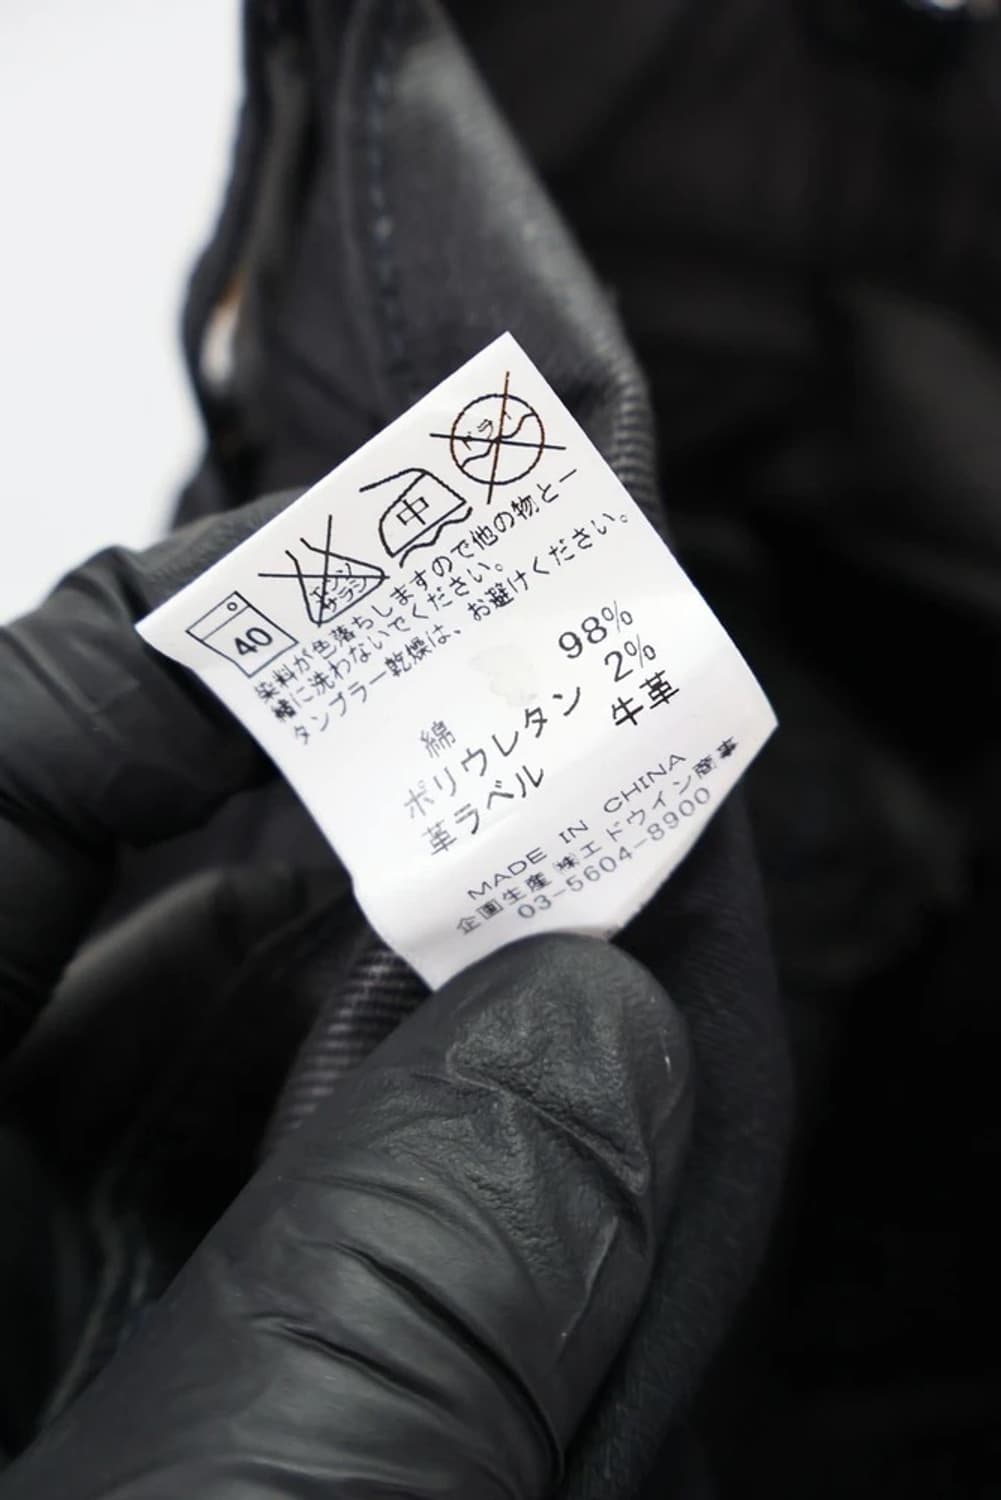 40
エンソ
サラシ
中
ドライ
染料が色落ちしますので他の物と一
緒に洗わないでください。
タンブラー乾燥は、お避けください。
綿 98%
ポリウレタン 2%
革ラベル 牛革
MADE IN CHINA
企画生産 ㈱エドウイン商事
03-5604-8900